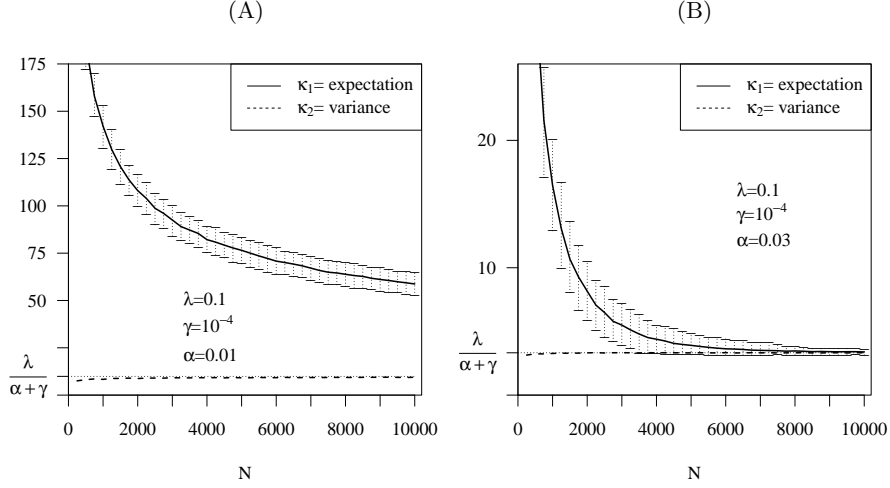 (A)
175
150
125
100
75
50
λ
α + γ
κ1= expectation
κ2= variance
λ=0.1
γ=10−4
α=0.01
0
2000
4000
6000
8000
10000
N
(B)
20
10
λ
α + γ
κ1= expectation
κ2= variance
λ=0.1
γ=10−4
α=0.03
0
2000
4000
6000
8000
10000
N